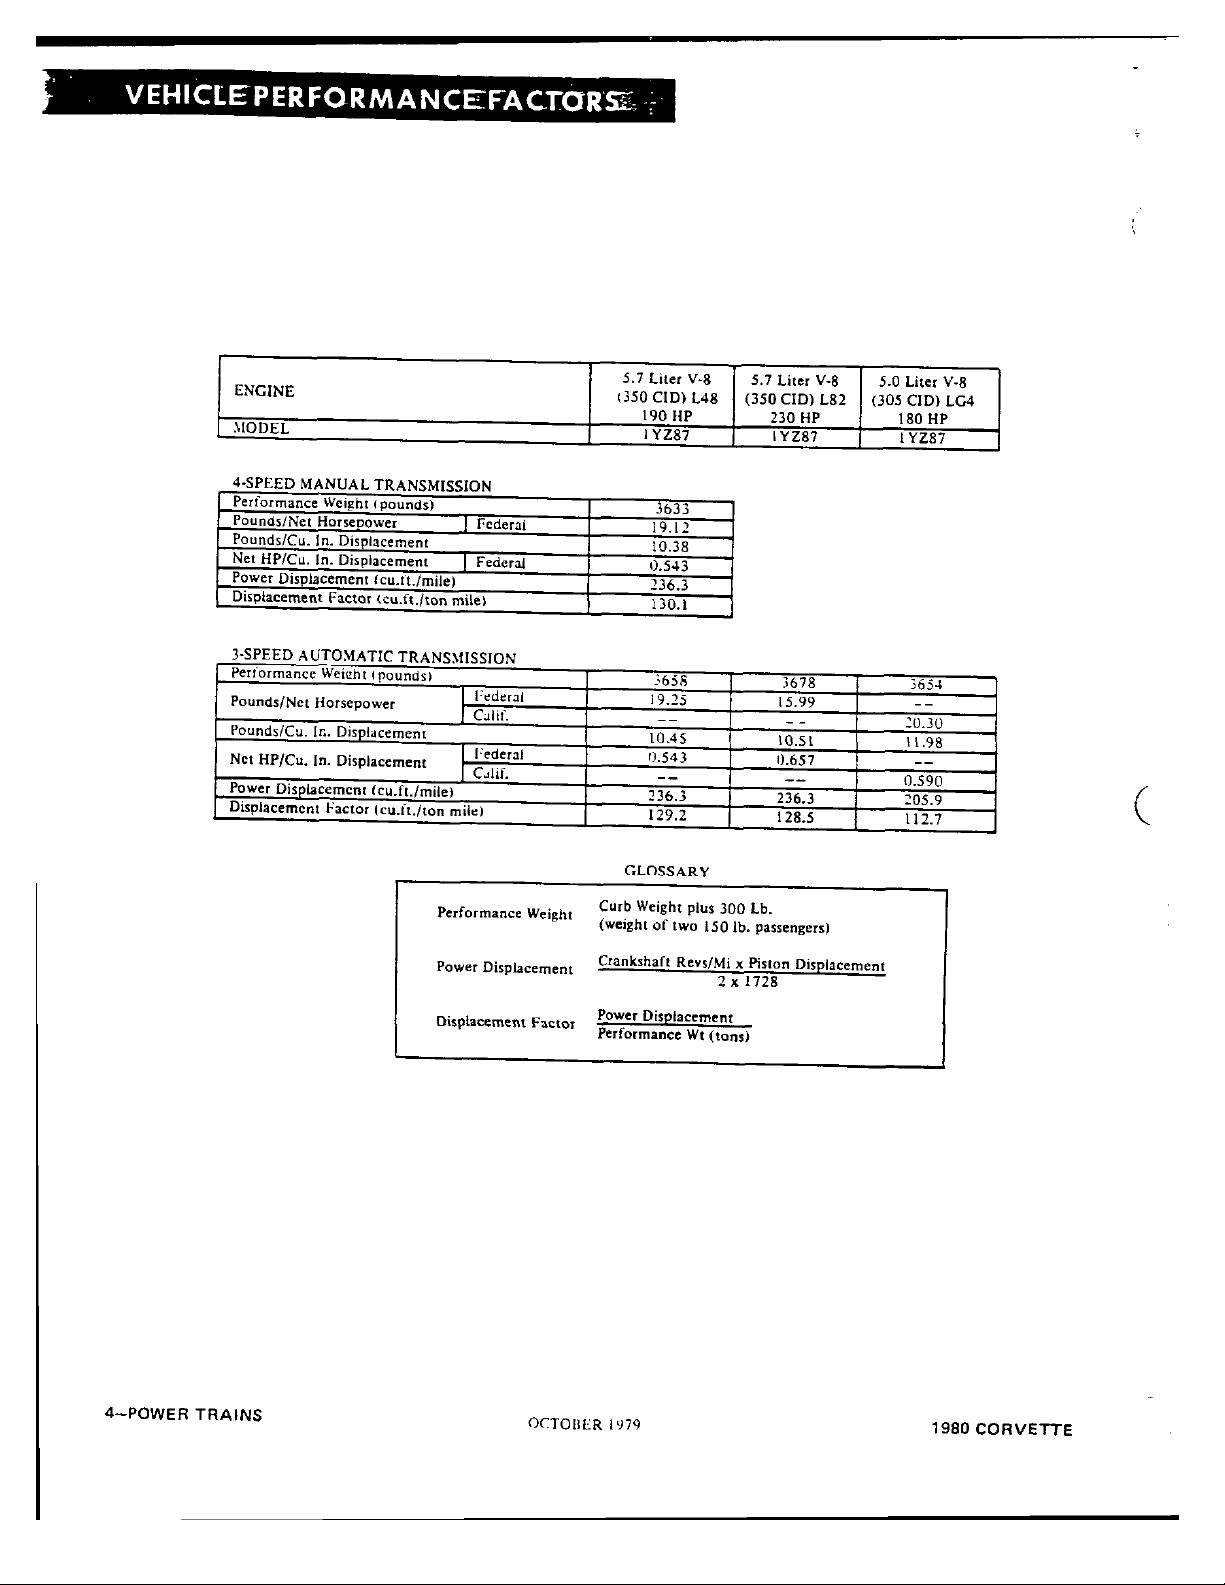 VEHICLE PERFORMANCE FACTORS
ENGINE 5.7 Liter V-8 (350 CID) L48 190 HP 5.7 Liter V-8 (350 CID) L82 230 HP 5.0 Liter V-8 (305 CID) LG4 180 HP
MODEL 1YZ87 1YZ87 1YZ87
4-SPEED MANUAL TRANSMISSION
Performance Weight (pounds) 3633
Pounds/Net Horsepower Federal 19.12
Pounds/Cu. In. Displacement 10.38
Net HP/Cu. In. Displacement Federal 0.543
Power Displacement (cu.ft./mile) 236.3
Displacement Factor (cu.ft./ton mile) 130.1
3-SPEED AUTOMATIC TRANSMISSION
Performance Weight (pounds) 3658 3678 3654
Pounds/Net Horsepower Federal 19.25 15.99 --
Calif. -- -- 20.30
Pounds/Cu. In. Displacement 10.45 10.51 11.98
Net HP/Cu. In. Displacement Federal 0.543 0.657 --
Calif. -- -- 0.590
Power Displacement (cu.ft./mile) 236.3 236.3 205.9
Displacement Factor (cu.ft./ton mile) 129.2 128.5 112.7
GLOSSARY
Performance Weight Curb Weight plus 300 Lb.
(weight of two 150 lb. passengers)
Power Displacement Crankshaft Revs/Mi x Piston Displacement
2 x 1728
Displacement Factor Power Displacement
Performance Wt (tons)
4-POWER TRAINS OCTOBER 1979 1980 CORVETTE